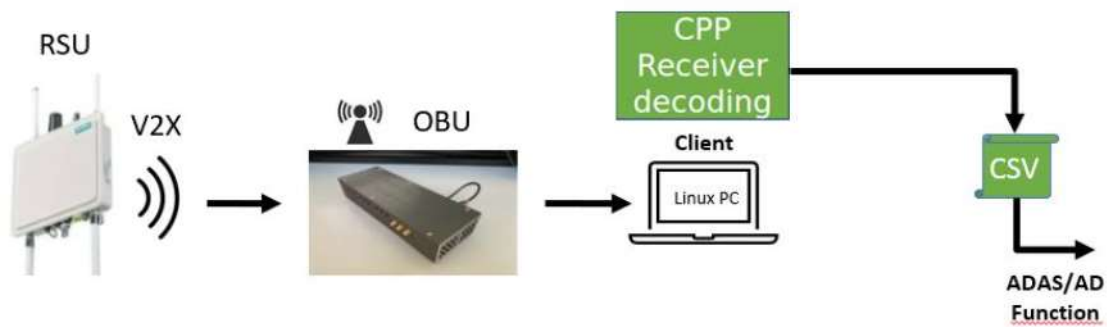 RSU
V2X
OBU
CPP
Receiver
decoding
Client
Linux PC
CSV
ADAS/AD
Function